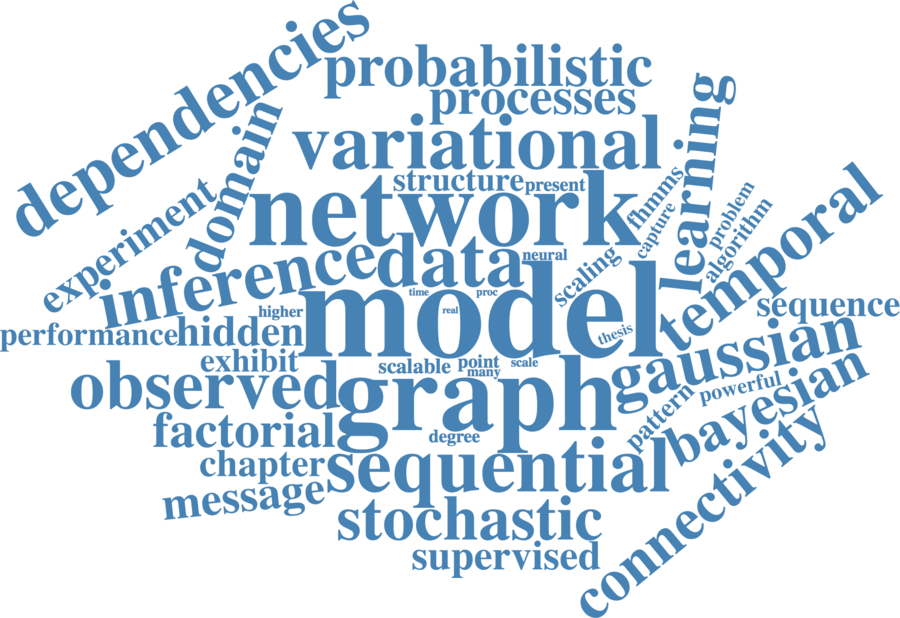 dependencies
probabilistic
processes
domain
variational
learning
structure
present
experiment
network
fhmms
capture
problem
algorithm
temporal
inference
data
neural
scaling
time
proc
model
real
higher
thesis
sequence
performance
hidden
exhibit
scalable
point
scale
many
gaussian
observed
graph
powerful
pattern
bayesian
factorial
degree
connectivity
chapter
sequential
message
stochastic
supervised